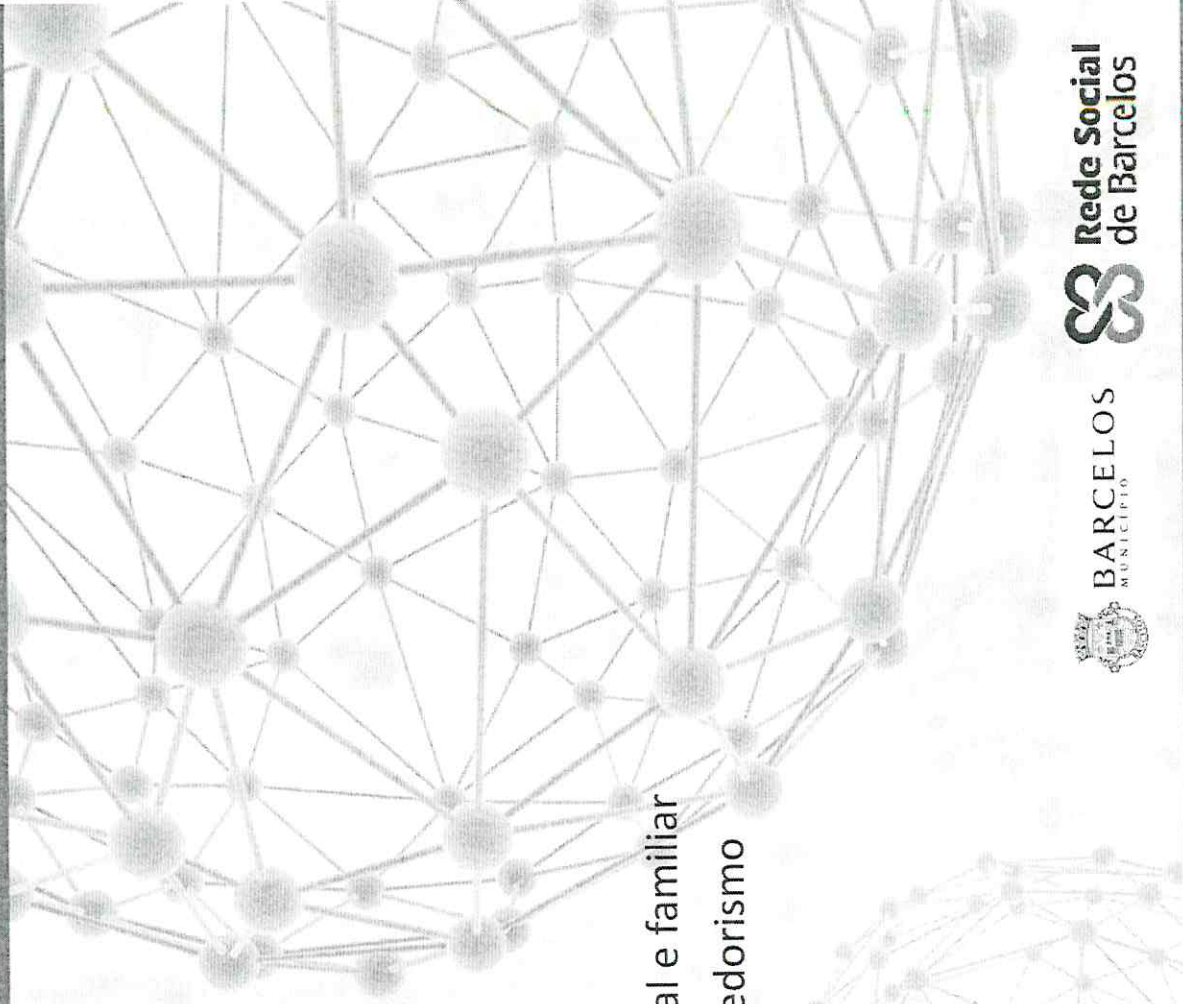 al e familiar
edorismo
BARCELOS
MUNICÍPIO
Rede Social
de Barcelos